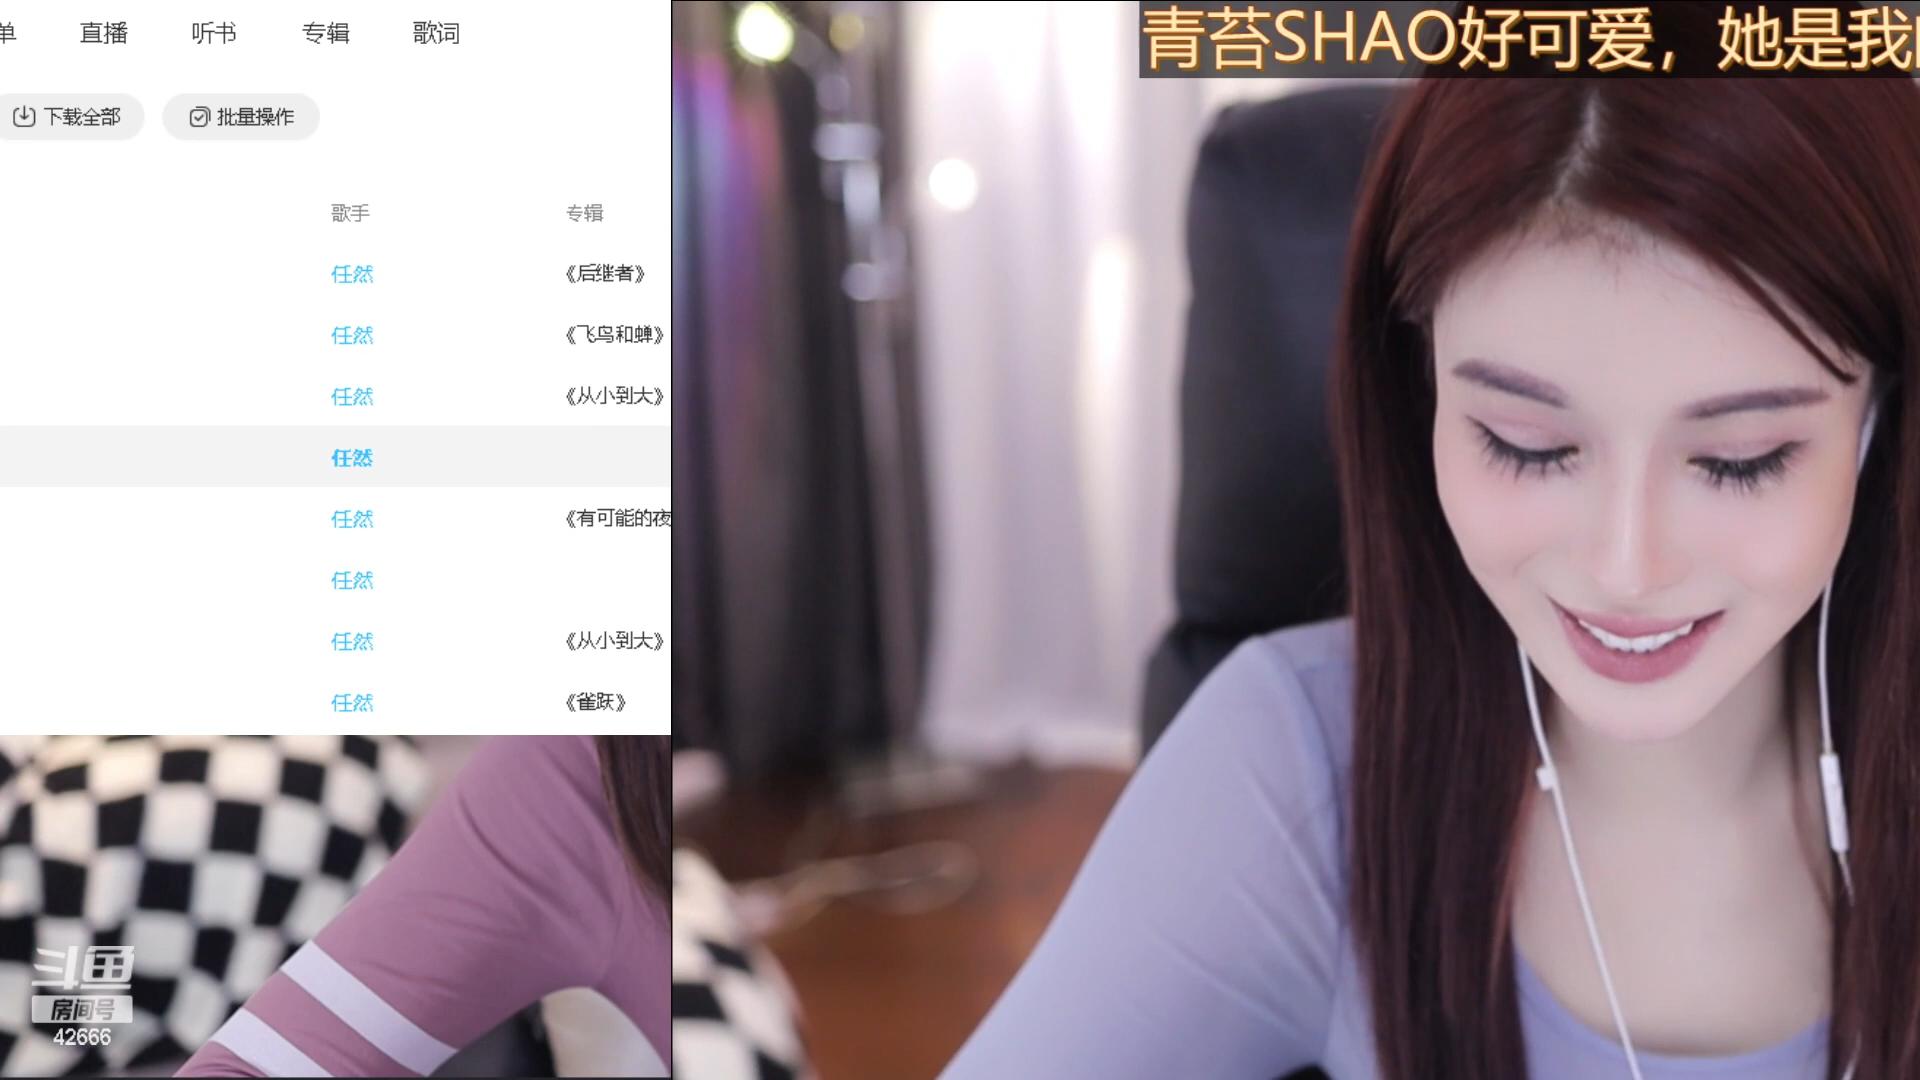 单 直播 听书 专辑 歌词
下载全部 批量操作
歌手 专辑
任然 《后继者》
任然 《飞鸟和蝉》
任然 《从小到大》
任然
任然 《有可能的夜
任然
任然 《从小到大》
任然 《雀跃》
斗鱼
房间号
42666
青苔SHAO好可爱，她是我